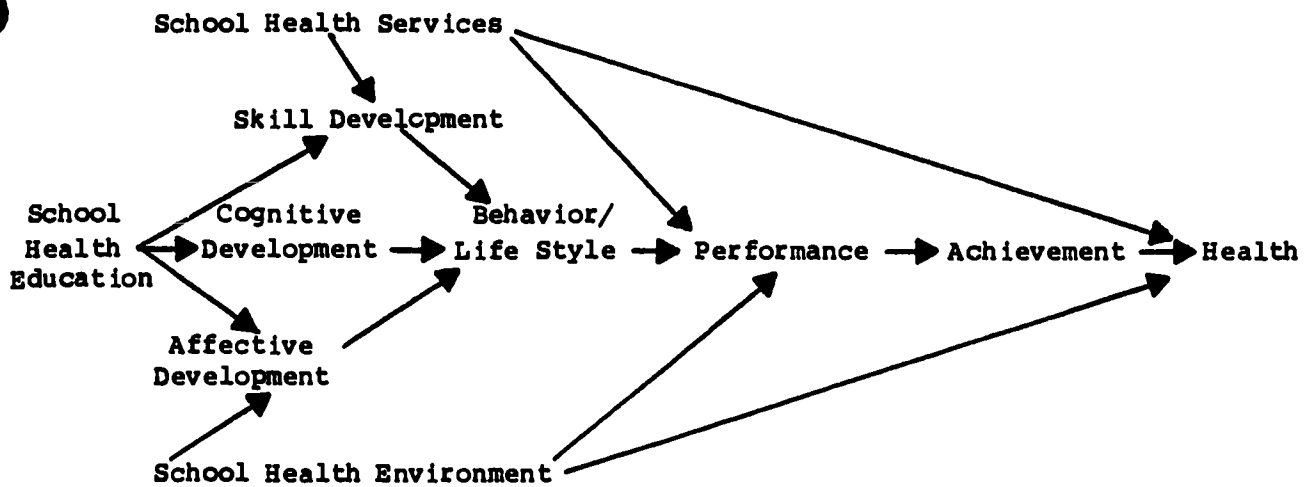 School Health Services
Skill Development
School
Health
Education
Cognitive
Development
Behavior/
Life Style
Performance
Achievement
Health
Affective
Development
School Health Environment